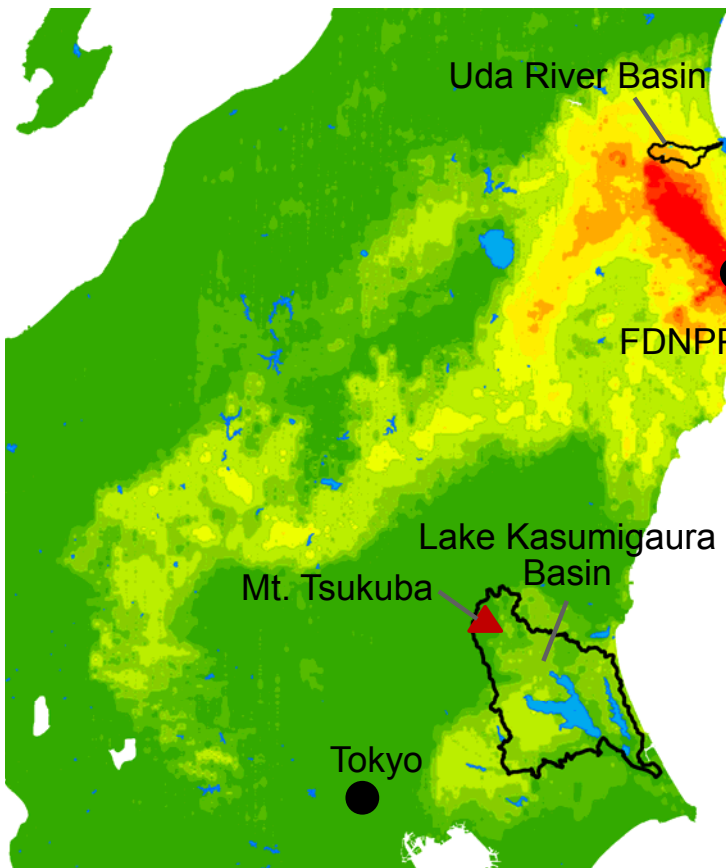 Uda River Basin
FDNPP
Lake Kasumigaura
Basin
Mt. Tsukuba
Tokyo